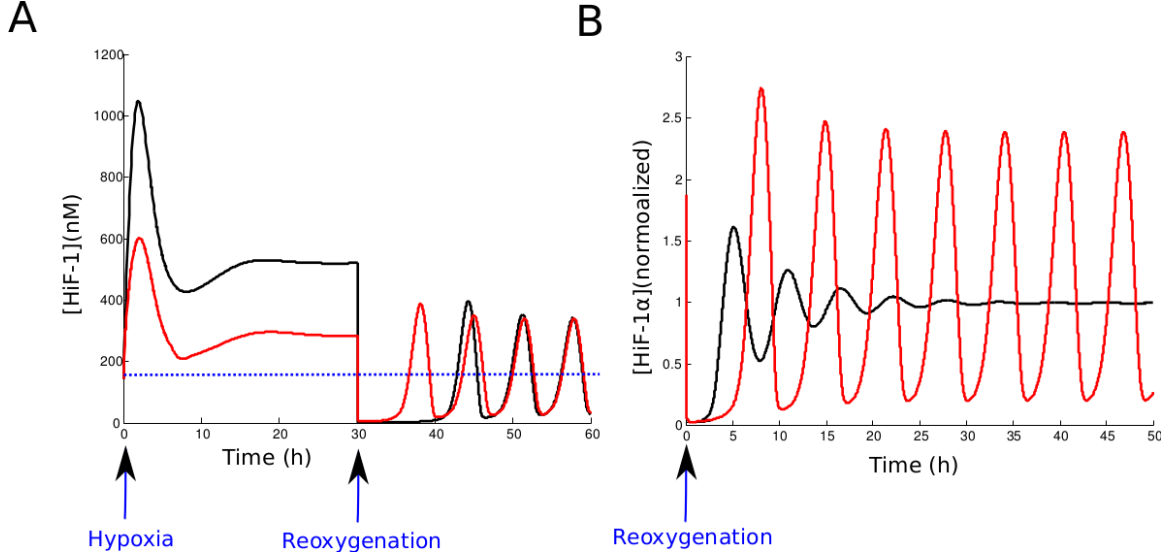 A
[HiF-1](nM)
1200
1000
800
600
400
200
0
0 10 20 30 40 50 60
Time (h)
Hypoxia
Reoxygenation
B
[HiF-1α](normoalized)
3
2.5
2
1.5
1
0.5
0
0 5 10 15 20 25 30 35 40 45 50
Time (h)
Reoxygenation